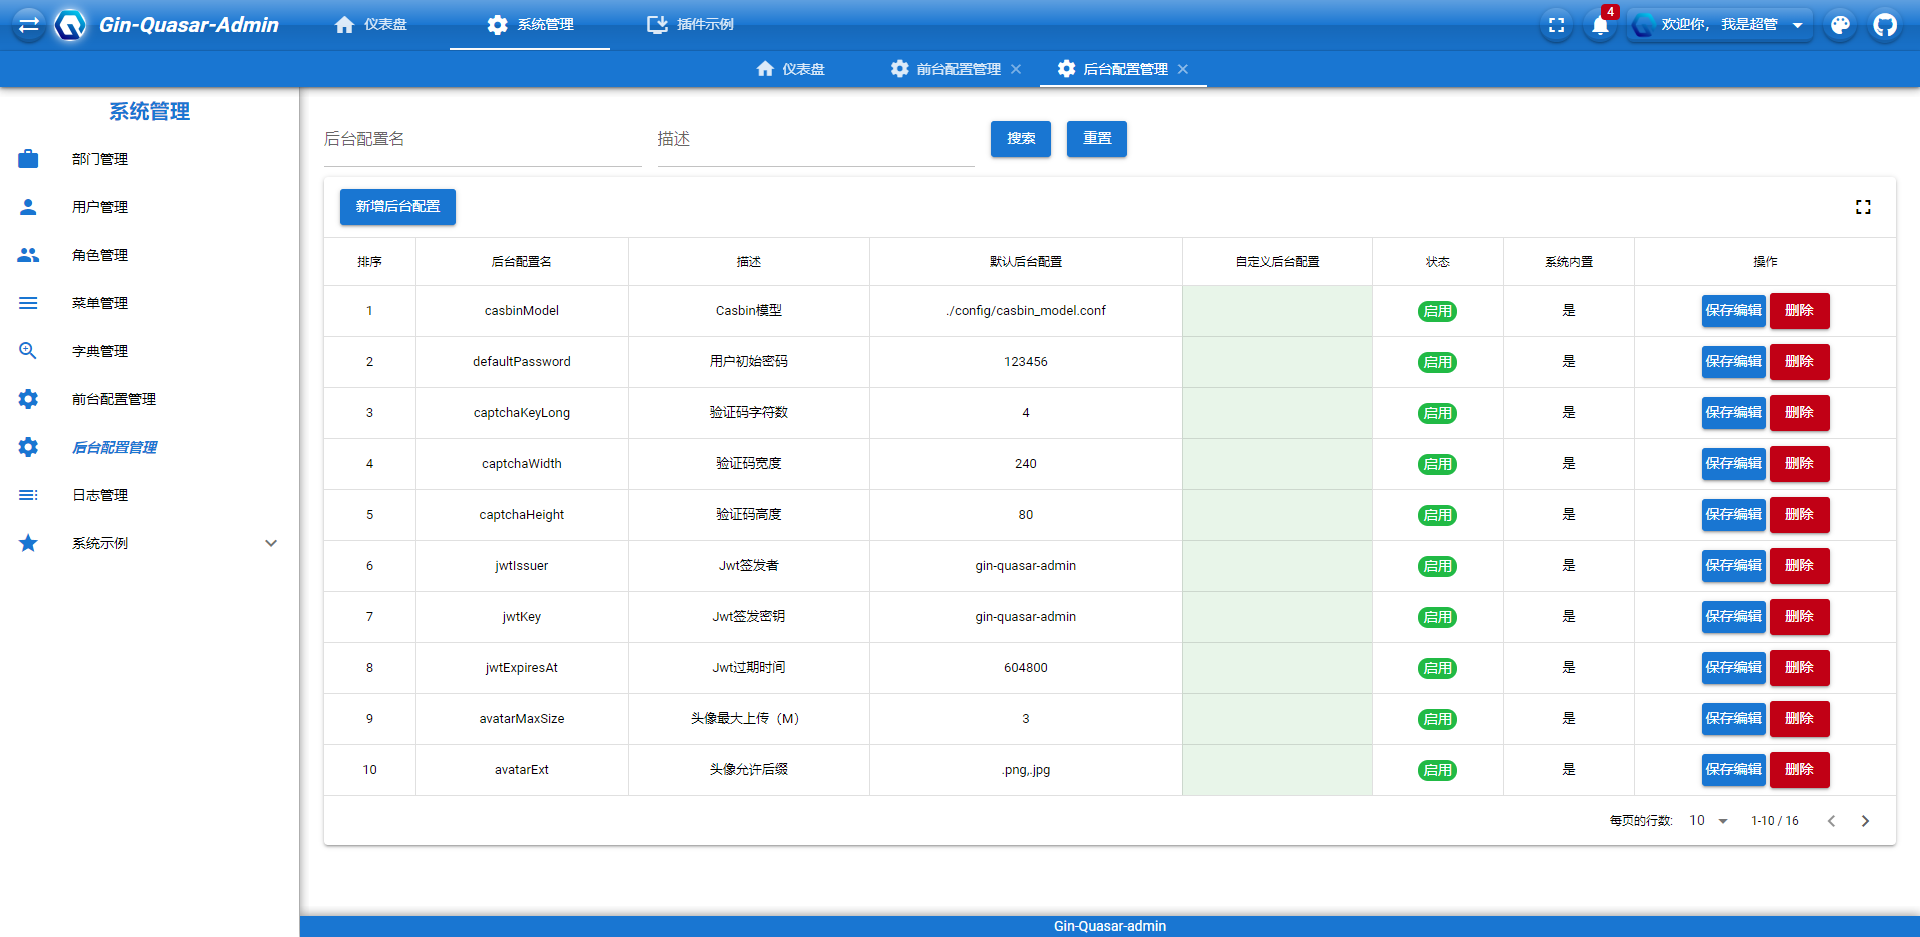 Gin-Quasar-Admin 仪表盘 系统管理 插件示例 4 欢迎你， 我是超管
仪表盘 前台配置管理 后台配置管理
系统管理
部门管理
用户管理
角色管理
菜单管理
字典管理
前台配置管理
后台配置管理
日志管理
系统示例
后台配置名 描述 搜索 重置
新增后台配置
排序 后台配置名 描述 默认后台配置 自定义后台配置 状态 系统内置 操作
1 casbinModel Casbin模型 ./config/casbin_model.conf 启用 是 保存编辑 删除
2 defaultPassword 用户初始密码 123456 启用 是 保存编辑 删除
3 captchaKeyLong 验证码字符数 4 启用 是 保存编辑 删除
4 captchaWidth 验证码宽度 240 启用 是 保存编辑 删除
5 captchaHeight 验证码高度 80 启用 是 保存编辑 删除
6 jwtIssuer Jwt签发者 gin-quasar-admin 启用 是 保存编辑 删除
7 jwtKey Jwt签发密钥 gin-quasar-admin 启用 是 保存编辑 删除
8 jwtExpiresAt Jwt过期时间 604800 启用 是 保存编辑 删除
9 avatarMaxSize 头像最大上传（M） 3 启用 是 保存编辑 删除
10 avatarExt 头像允许后缀 .png,.jpg 启用 是 保存编辑 删除
每页的行数: 10 1-10 / 16
Gin-Quasar-admin